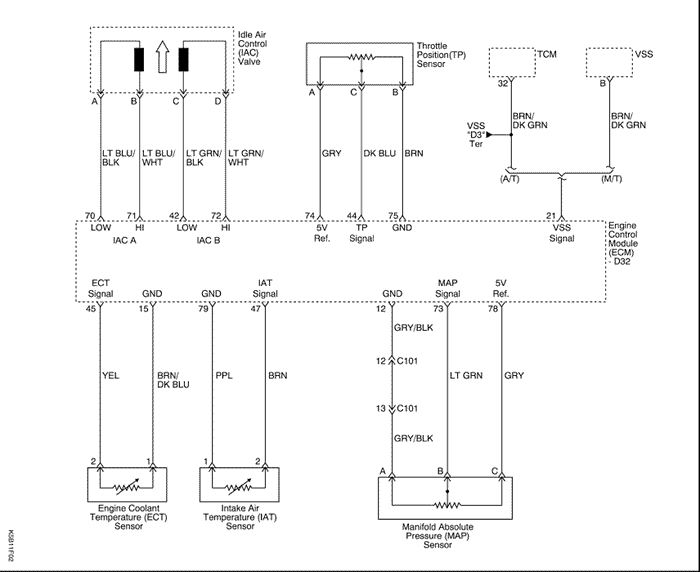 Idle Air
Control
(IAC)
Valve
Throttle
Position(TP)
Sensor
TCM
VSS
A B C D
A C B
32
B
VSS
"D3"
Ter
BRN/
DK GRN
BRN/
DK GRN
LT BLU/
BLK
LT BLU/
WHT
LT GRN/
BLK
LT GRN/
WHT
GRY
DK BLU
BRN
(A/T)
(M/T)
70 71 42 72 74 44 75 21
LOW HI LOW HI
IAC A IAC B
5V
Ref.
TP
Signal
GND
VSS
Signal
Engine
Control
Module
(ECM)
- D32
ECT
Signal
GND
GND
IAT
Signal
GND
MAP
Signal
5V
Ref.
45 15 79 47 12 73 78
GRY/BLK
12 C101
YEL
BRN/
DK BLU
PPL
BRN
LT GRN
GRY
13 C101
GRY/BLK
2 1 1 2
A B C
Engine Coolant
Temperature (ECT)
Sensor
Intake Air
Temperature (IAT)
Sensor
Manifold Absolute
Pressure (MAP)
Sensor
K5B11F02